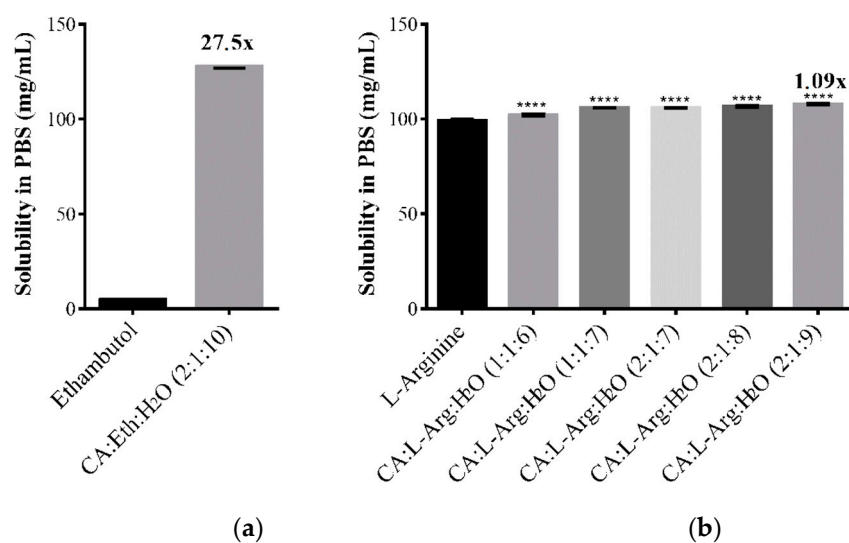 150
27.5x
100
50
0
Solubility in PBS (mg/mL)
Ethambutol
CA:Eth:H₂O (2:1:10)
(a)
150
1.09x
****
****
****
****
****
100
50
0
Solubility in PBS (mg/mL)
L-Arginine
CA:L-Arg:H₂O (1:1:6)
CA:L-Arg:H₂O (1:1:7)
CA:L-Arg:H₂O (2:1:7)
CA:L-Arg:H₂O (2:1:8)
CA:L-Arg:H₂O (2:1:9)
(b)